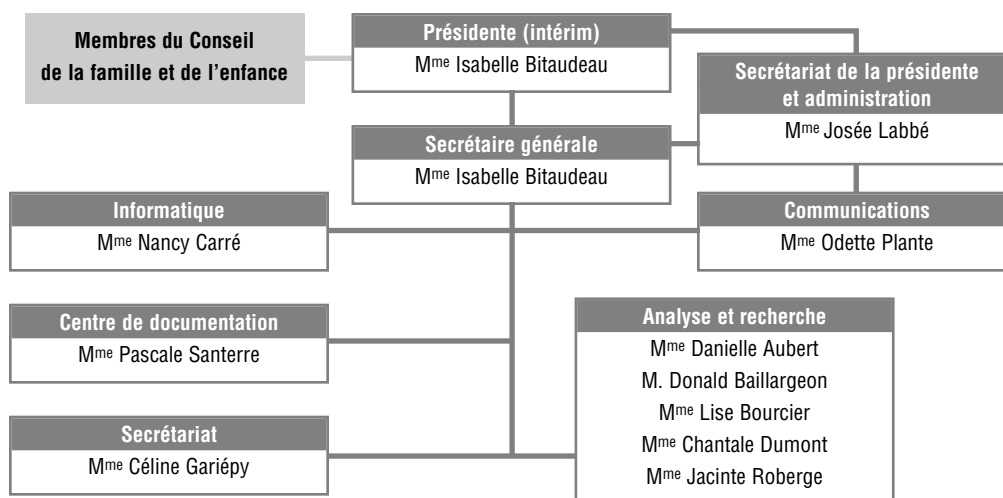 Membres du Conseil
de la famille et de l'enfance
Présidente (intérim)
Mme Isabelle Bitaudeau
Secrétariat de la présidente
et administration
Mme Josée Labbé
Secrétaire générale
Mme Isabelle Bitaudeau
Informatique
Mme Nancy Carré
Communications
Mme Odette Plante
Centre de documentation
Mme Pascale Santerre
Analyse et recherche
Mme Danielle Aubert
M. Donald Baillargeon
Mme Lise Bourcier
Mme Chantale Dumont
Mme Jacinte Roberge
Secrétariat
Mme Céline Gariépy